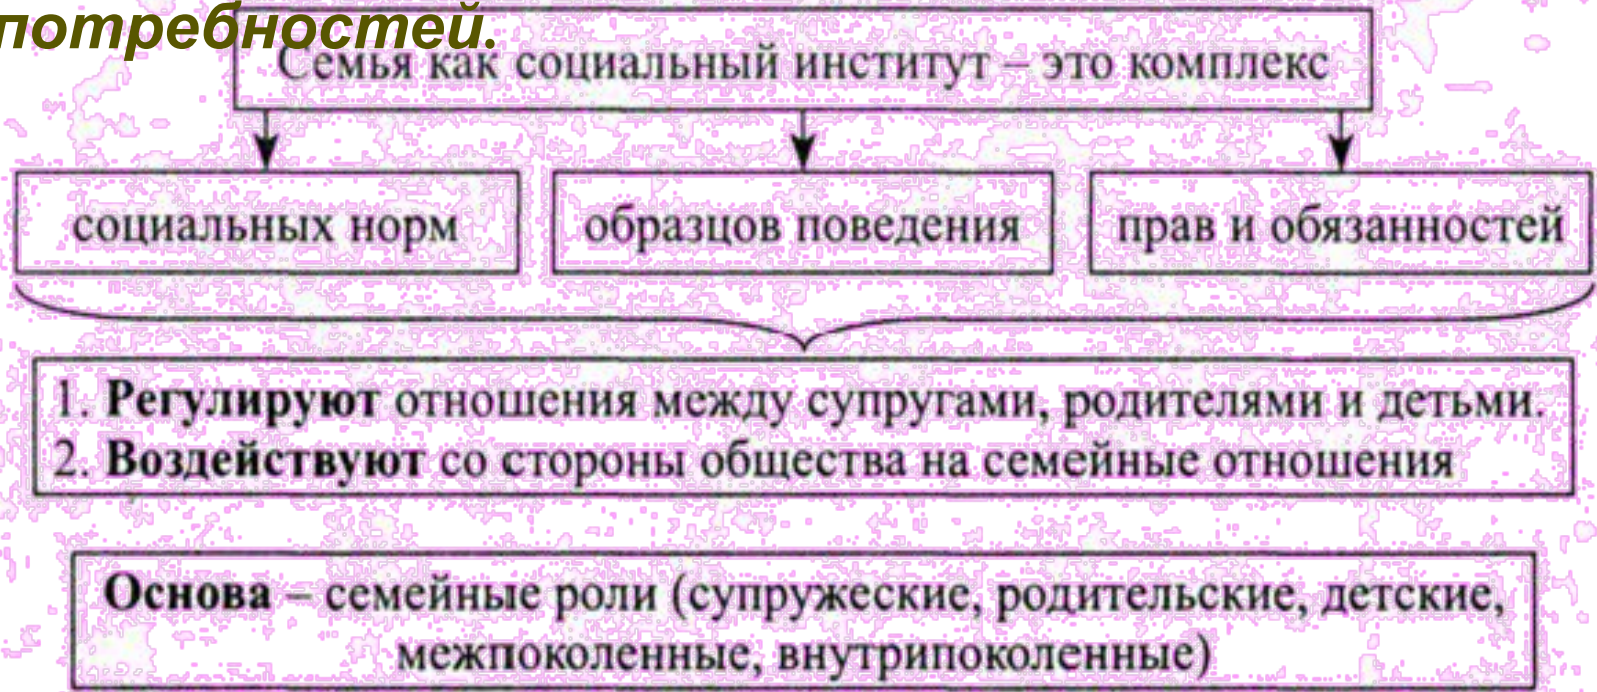 потребностей.
Семья как социальный институт – это комплекс
социальных норм
образцов поведения
прав и обязанностей
1. Регулируют отношения между супругами, родителями и детьми.
2. Воздействуют со стороны общества на семейные отношения
Основа – семейные роли (супружеские, родительские, детские,
межпоколенные, внутрипоколенные)